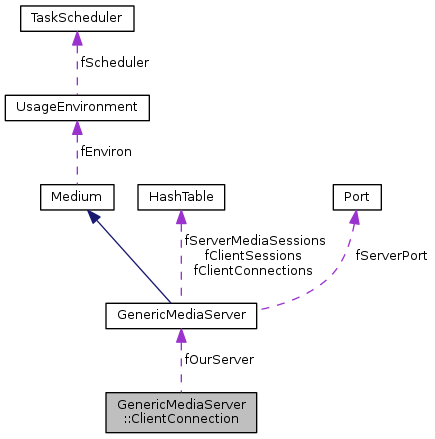 TaskScheduler
fScheduler
UsageEnvironment
fEnviron
Medium
HashTable
Port
fServerMediaSessions
fClientSessions
fClientConnections
fServerPort
GenericMediaServer
fOurServer
GenericMediaServer
::ClientConnection